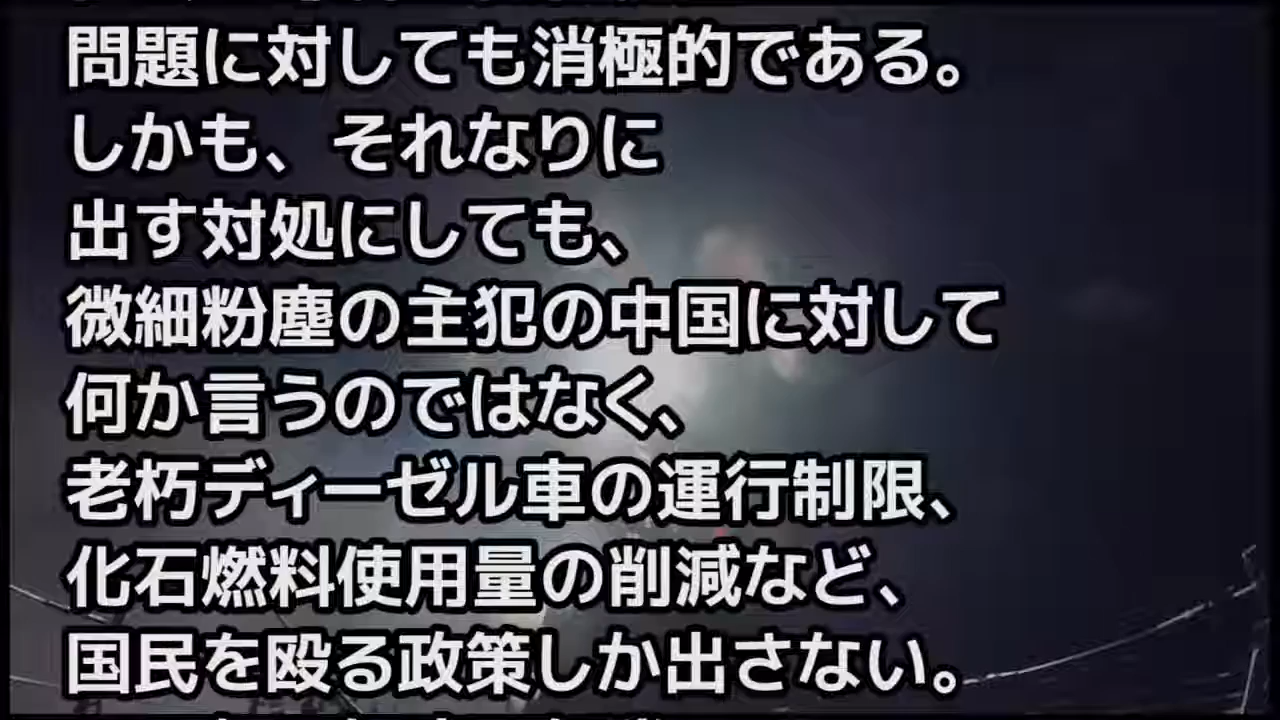 問題に対しても消極的である。
しかも、それなりに
出す対処にしても、
微細粉塵の主犯の中国に対して
何か言うのではなく、
老朽ディーゼル車の運行制限、
化石燃料使用量の削減など、
国民を殴る政策しか出さない。